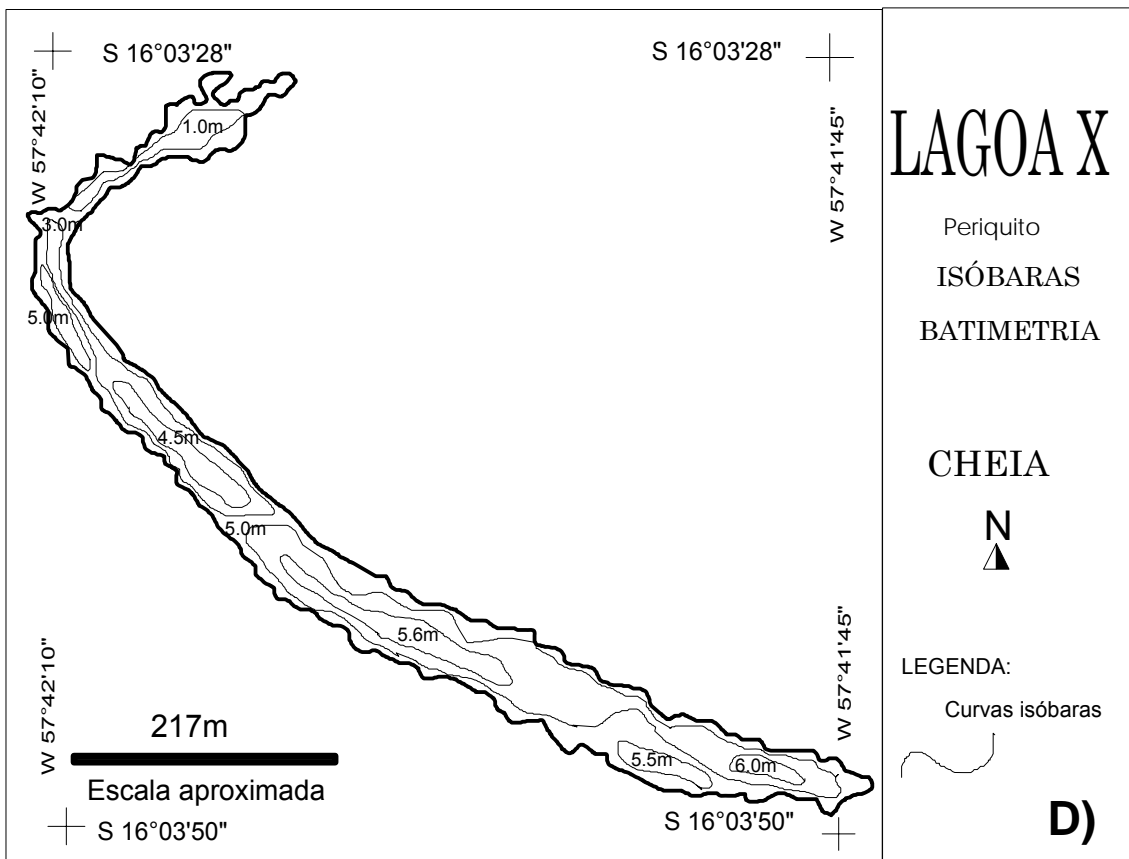 S 16°03'28"
S 16°03'28"
W 57°42'10"
W 57°41'45"
1.0m
3.0m
5.0m
4.5m
5.0m
5.6m
5.5m
6.0m
W 57°42'10"
W 57°41'45"
217m
Escala aproximada
S 16°03'50"
S 16°03'50"
LAGOA X
Periquito
ISÓBARAS
BATIMETRIA
CHEIA
N
LEGENDA:
Curvas isóbaras
D)